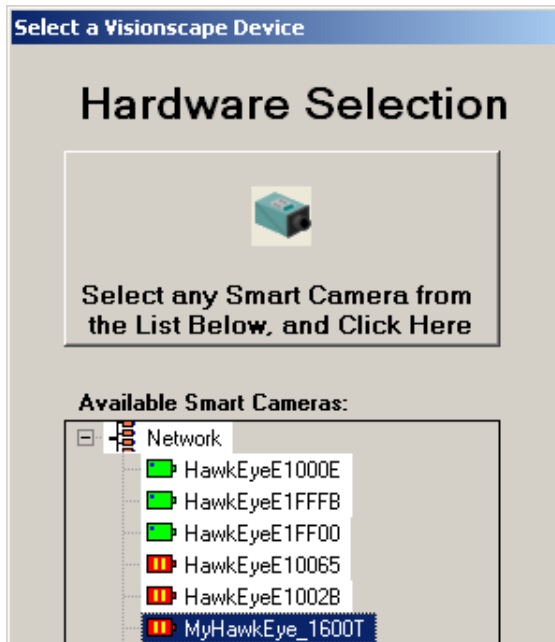 Select a Visionscape Device
Hardware Selection
Select any Smart Camera from
the List Below, and Click Here
Available Smart Cameras:
Network
HawkEyeE1000E
HawkEyeE1FFFB
HawkEyeE1FF00
HawkEyeE10065
HawkEyeE1002B
MyHawkEye_1600T